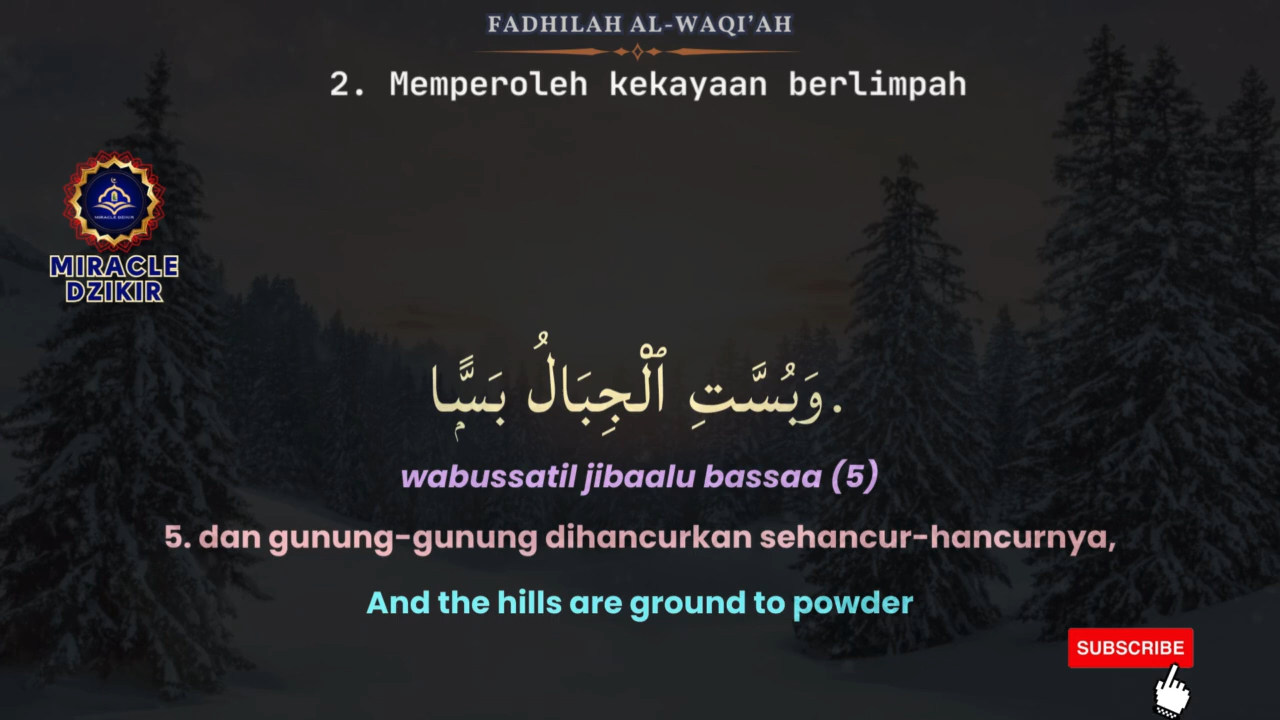 FADHILAH AL-WAQI'AH
2. Memperoleh kekayaan berlimpah
MIRACLE
DZIKIR
وَبُسَّتِ ٱلْجِبَالُ بَسًّۭا.
wabussatil jibaalu bassaa (5)
5. dan gunung-gunung dihancurkan sehancur-hancurnya,
And the hills are ground to powder
SUBSCRIBE